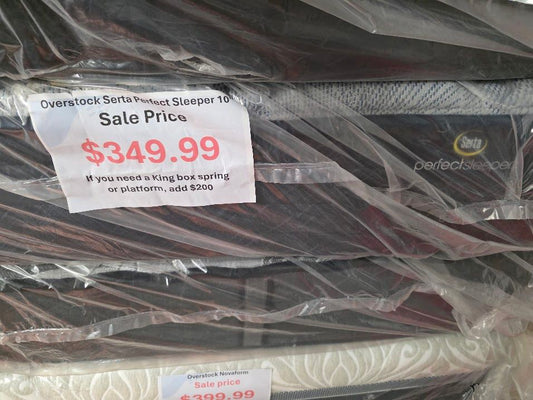 Overstock Serta Perfect Sleeper 10"
Sale Price
$349.99
If you need a King box spring
or platform, add $200
Serta
perfectsleeper
Overstock Novaform
Sale price
$399.99